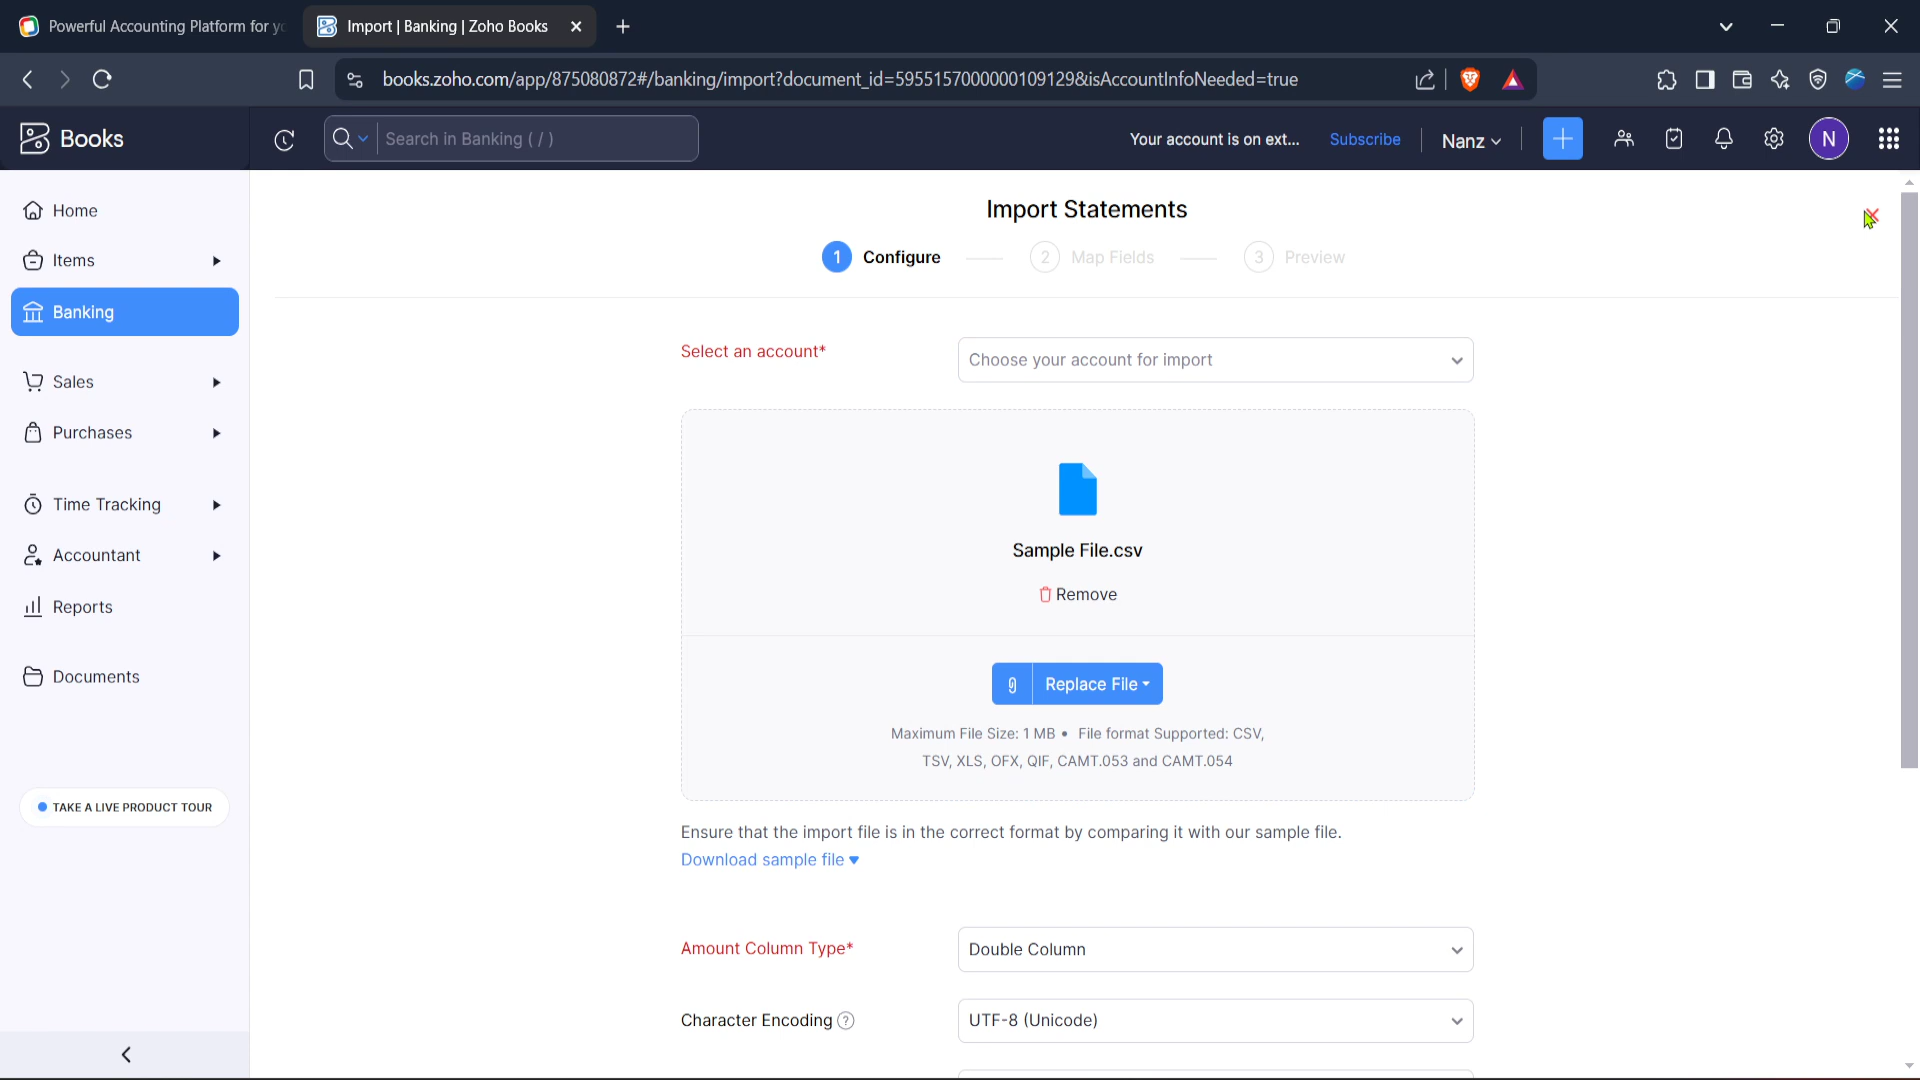 Powerful Accounting Platform for yo
Import | Banking | Zoho Books
books.zoho.com/app/875080872#/banking/import?document_id=5955157000000109129&isAccountInfoNeeded=true
Books
Search in Banking ( / )
Your account is on ext...
Subscribe
Nanz
N
Home
Items
Banking
Sales
Purchases
Time Tracking
Accountant
Reports
Documents
TAKE A LIVE PRODUCT TOUR
Import Statements
1 Configure
2 Map Fields
3 Preview
Select an account*
Choose your account for import
Sample File.csv
Remove
Replace File
Maximum File Size: 1 MB • File format Supported: CSV,
TSV, XLS, OFX, QIF, CAMT.053 and CAMT.054
Ensure that the import file is in the correct format by comparing it with our sample file.
Download sample file
Amount Column Type*
Double Column
Character Encoding ?
UTF-8 (Unicode)